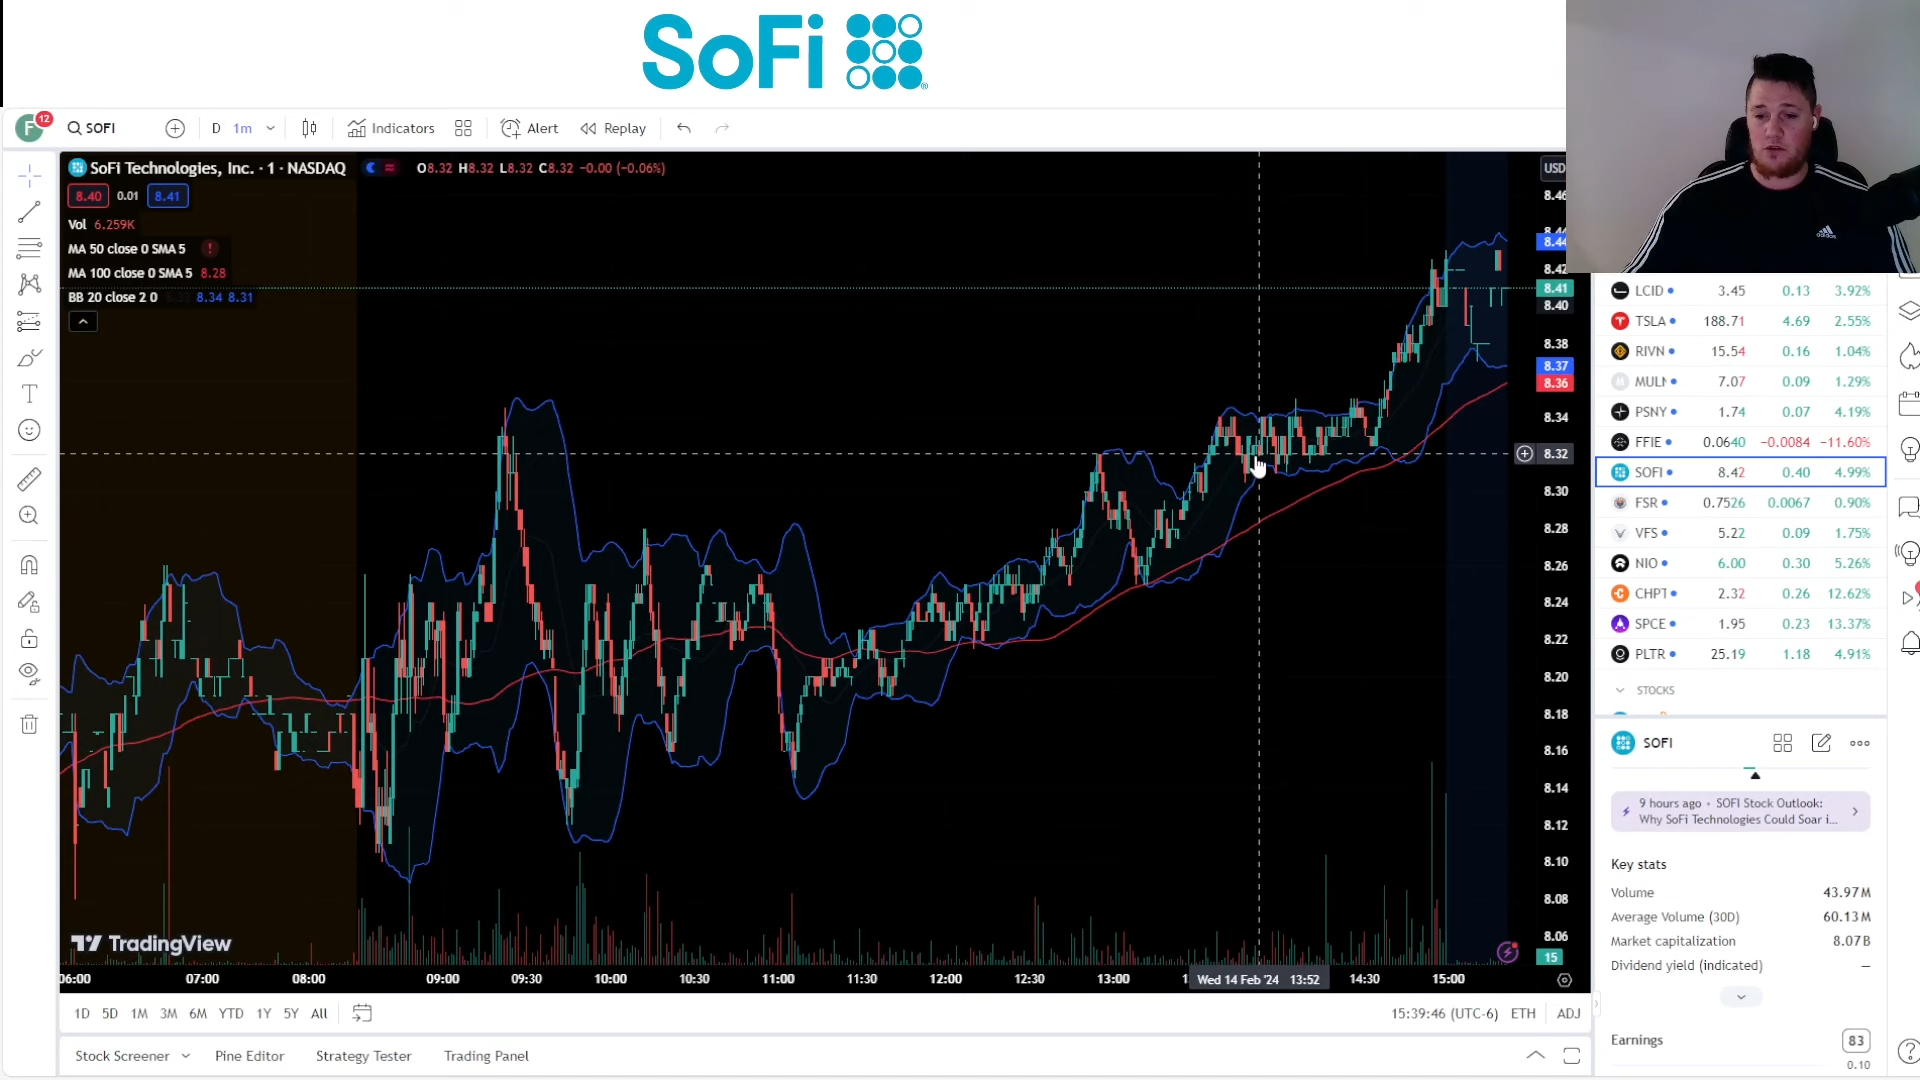 SoFi
F 12 SOFI D 1m Indicators Alert Replay
SoFi Technologies, Inc. · 1 · NASDAQ O8.32 H8.32 L8.32 C8.32 −0.00 (−0.06%) USD
8.40 0.01 8.41
Vol 6.259K
MA 50 close 0 SMA 5 !
MA 100 close 0 SMA 5 8.28
BB 20 close 2 0 8.34 8.31
8.46
8.44
8.42
8.41
8.40
8.38
8.37
8.36
8.34
8.32
8.30
8.28
8.26
8.24
8.22
8.20
8.18
8.16
8.14
8.12
8.10
8.08
8.06
15
TradingView
06:00 07:00 08:00 09:00 09:30 10:00 10:30 11:00 11:30 12:00 12:30 13:00 Wed 14 Feb '24 13:52 14:30 15:00
1D 5D 1M 3M 6M YTD 1Y 5Y All 15:39:46 (UTC-6) ETH ADJ
Stock Screener Pine Editor Strategy Tester Trading Panel
adidas
LCID 3.45 0.13 3.92%
TSLA 188.71 4.69 2.55%
RIVN 15.54 0.16 1.04%
MULN 7.07 0.09 1.29%
PSNY 1.74 0.07 4.19%
FFIE 0.0640 −0.0084 −11.60%
SOFI 8.42 0.40 4.99%
FSR 0.7526 0.0067 0.90%
VFS 5.22 0.09 1.75%
NIO 6.00 0.30 5.26%
CHPT 2.32 0.26 12.62%
SPCE 1.95 0.23 13.37%
PLTR 25.19 1.18 4.91%
STOCKS
SOFI
9 hours ago • SOFI Stock Outlook:
Why SoFi Technologies Could Soar i...
Key stats
Volume 43.97M
Average Volume (30D) 60.13M
Market capitalization 8.07B
Dividend yield (indicated) —
Earnings 83
0.10